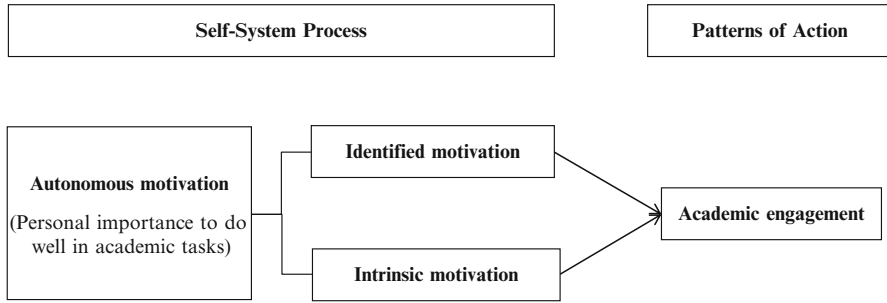 Self-System Process
Patterns of Action
Identified motivation
Autonomous motivation
(Personal importance to do
well in academic tasks)
Academic engagement
Intrinsic motivation